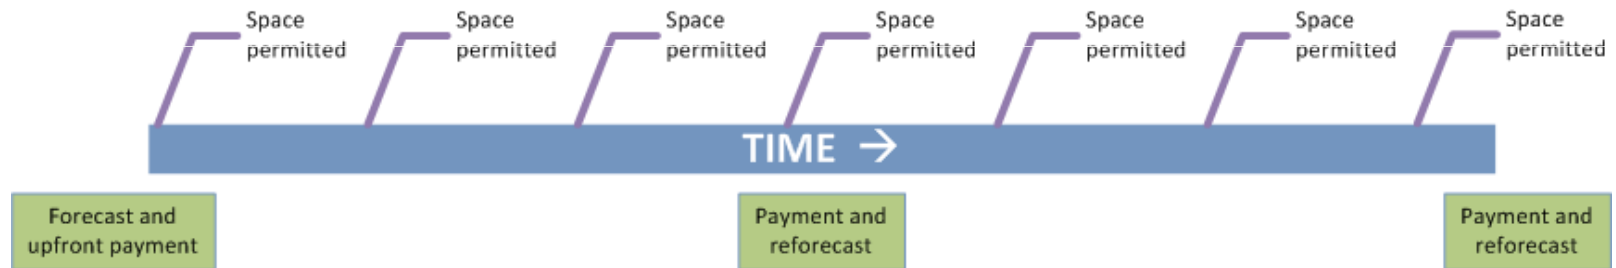 Space
permitted
Space
permitted
Space
permitted
Space
permitted
Space
permitted
Space
permitted
Space
permitted
TIME →
Forecast and
upfront payment
Payment and
reforecast
Payment and
reforecast